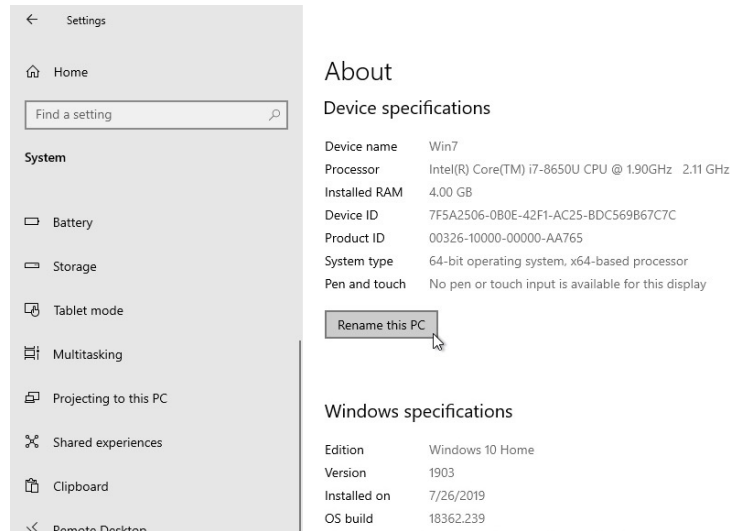 Settings
Home
Find a setting
System
Battery
Storage
Tablet mode
Multitasking
Projecting to this PC
Shared experiences
Clipboard
Remote Desktop
About
Device specifications
Device name Win7
Processor Intel(R) Core(TM) i7-8650U CPU @ 1.90GHz 2.11 GHz
Installed RAM 4.00 GB
Device ID 7F5A2506-0B0E-42F1-AC25-BDC569B67C7C
Product ID 00326-10000-00000-AA765
System type 64-bit operating system, x64-based processor
Pen and touch No pen or touch input is available for this display
Rename this PC
Windows specifications
Edition Windows 10 Home
Version 1903
Installed on 7/26/2019
OS build 18362.239